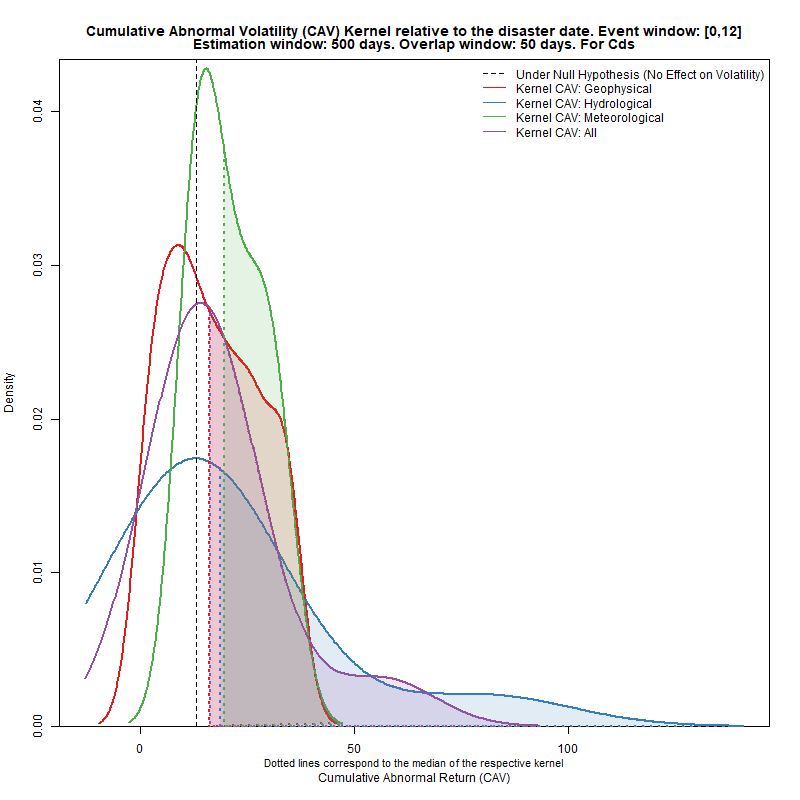 Cumulative Abnormal Volatility (CAV) Kernel relative to the disaster date. Event window: [0,12]
Estimation window: 500 days. Overlap window: 50 days. For Cds
Under Null Hypothesis (No Effect on Volatility)
Kernel CAV: Geophysical
Kernel CAV: Hydrological
Kernel CAV: Meteorological
Kernel CAV: All
0.04
0.03
0.02
0.01
0.00
Density
0 50 100
Dotted lines correspond to the median of the respective kernel
Cumulative Abnormal Return (CAV)